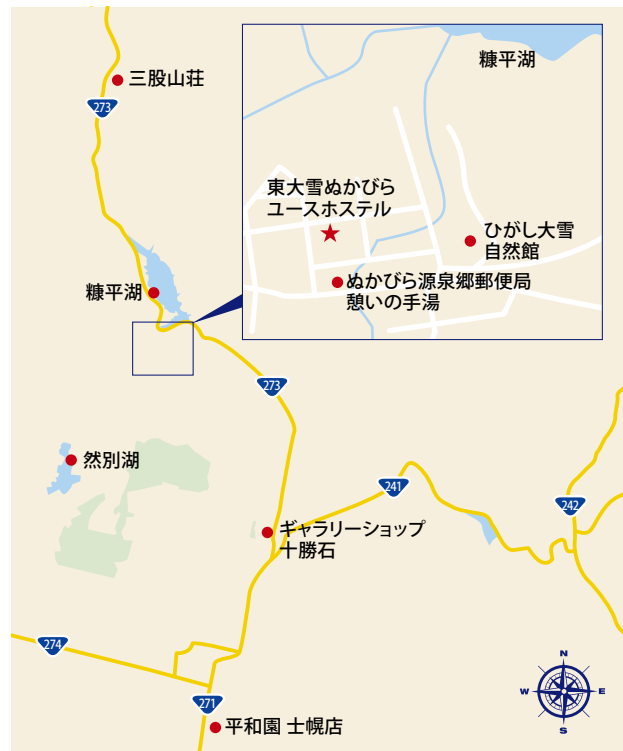 三股山荘
273
糠平湖
東大雪ぬかびら
ユースホステル
ひがし大雪
自然館
ぬかびら源泉郷郵便局
憩いの手湯
糠平湖
273
然別湖
241
242
ギャラリーショップ
十勝石
274
271
平和園 士幌店
N
W
E
S